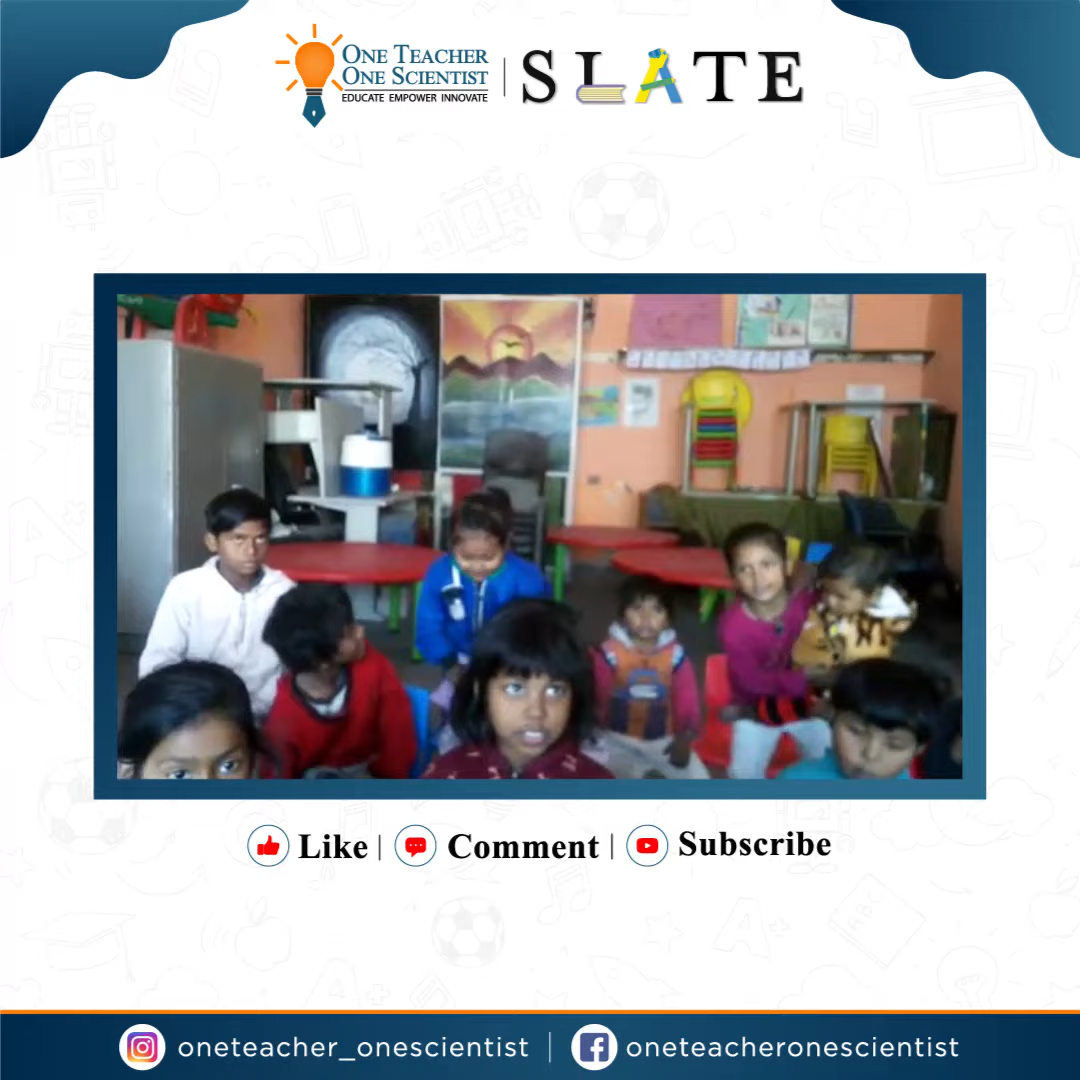 ONE TEACHER
ONE SCIENTIST
EDUCATE EMPOWER INNOVATE
SLATE
Like | Comment | Subscribe
oneteacher_onescientist | oneteacheronescientist